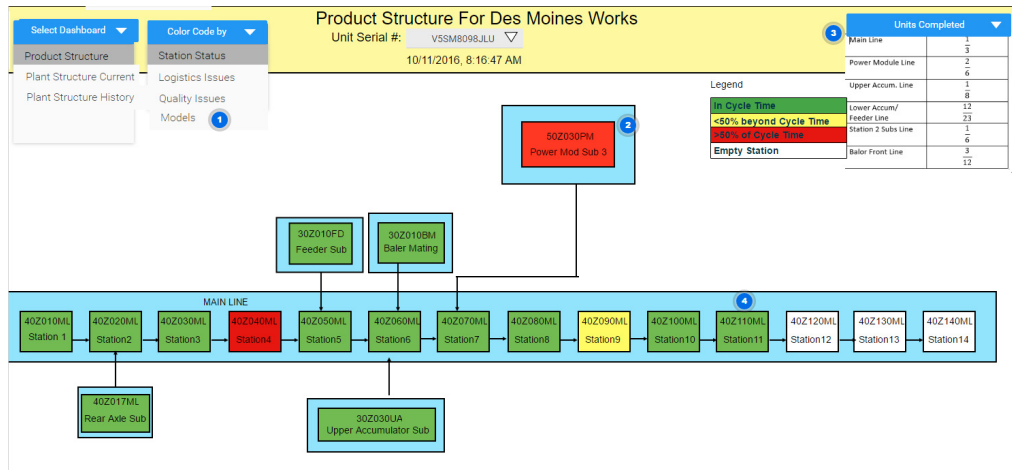 Product Structure For Des Moines Works
Unit Serial #: V5SM8098JLU
10/11/2016, 8:16:47 AM
Select Dashboard
Product Structure
Plant Structure Current
Plant Structure History
Color Code by
Station Status
Logistics Issues
Quality Issues
Models
1
3
Units Completed
Main Line 1/3
Power Module Line 2/6
Upper Accum. Line 1/8
Lower Accum/
Feeder Line 12/23
Station 2 Subs Line 1/6
Balor Front Line 3/12
Legend
In Cycle Time
<50% beyond Cycle Time
>50% of Cycle Time
Empty Station
2
50Z030PM
Power Mod Sub 3
30Z010FD
Feeder Sub
30Z010BM
Baler Mating
MAIN LINE
4
40Z010ML
Station 1
40Z020ML
Station2
40Z030ML
Station3
40Z040ML
Station4
40Z050ML
Station5
40Z060ML
Station6
40Z070ML
Station7
40Z080ML
Station8
40Z090ML
Station9
40Z100ML
Station10
40Z110ML
Station11
40Z120ML
Station12
40Z130ML
Station13
40Z140ML
Station14
40Z017ML
Rear Axle Sub
30Z030UA
Upper Accumulator Sub